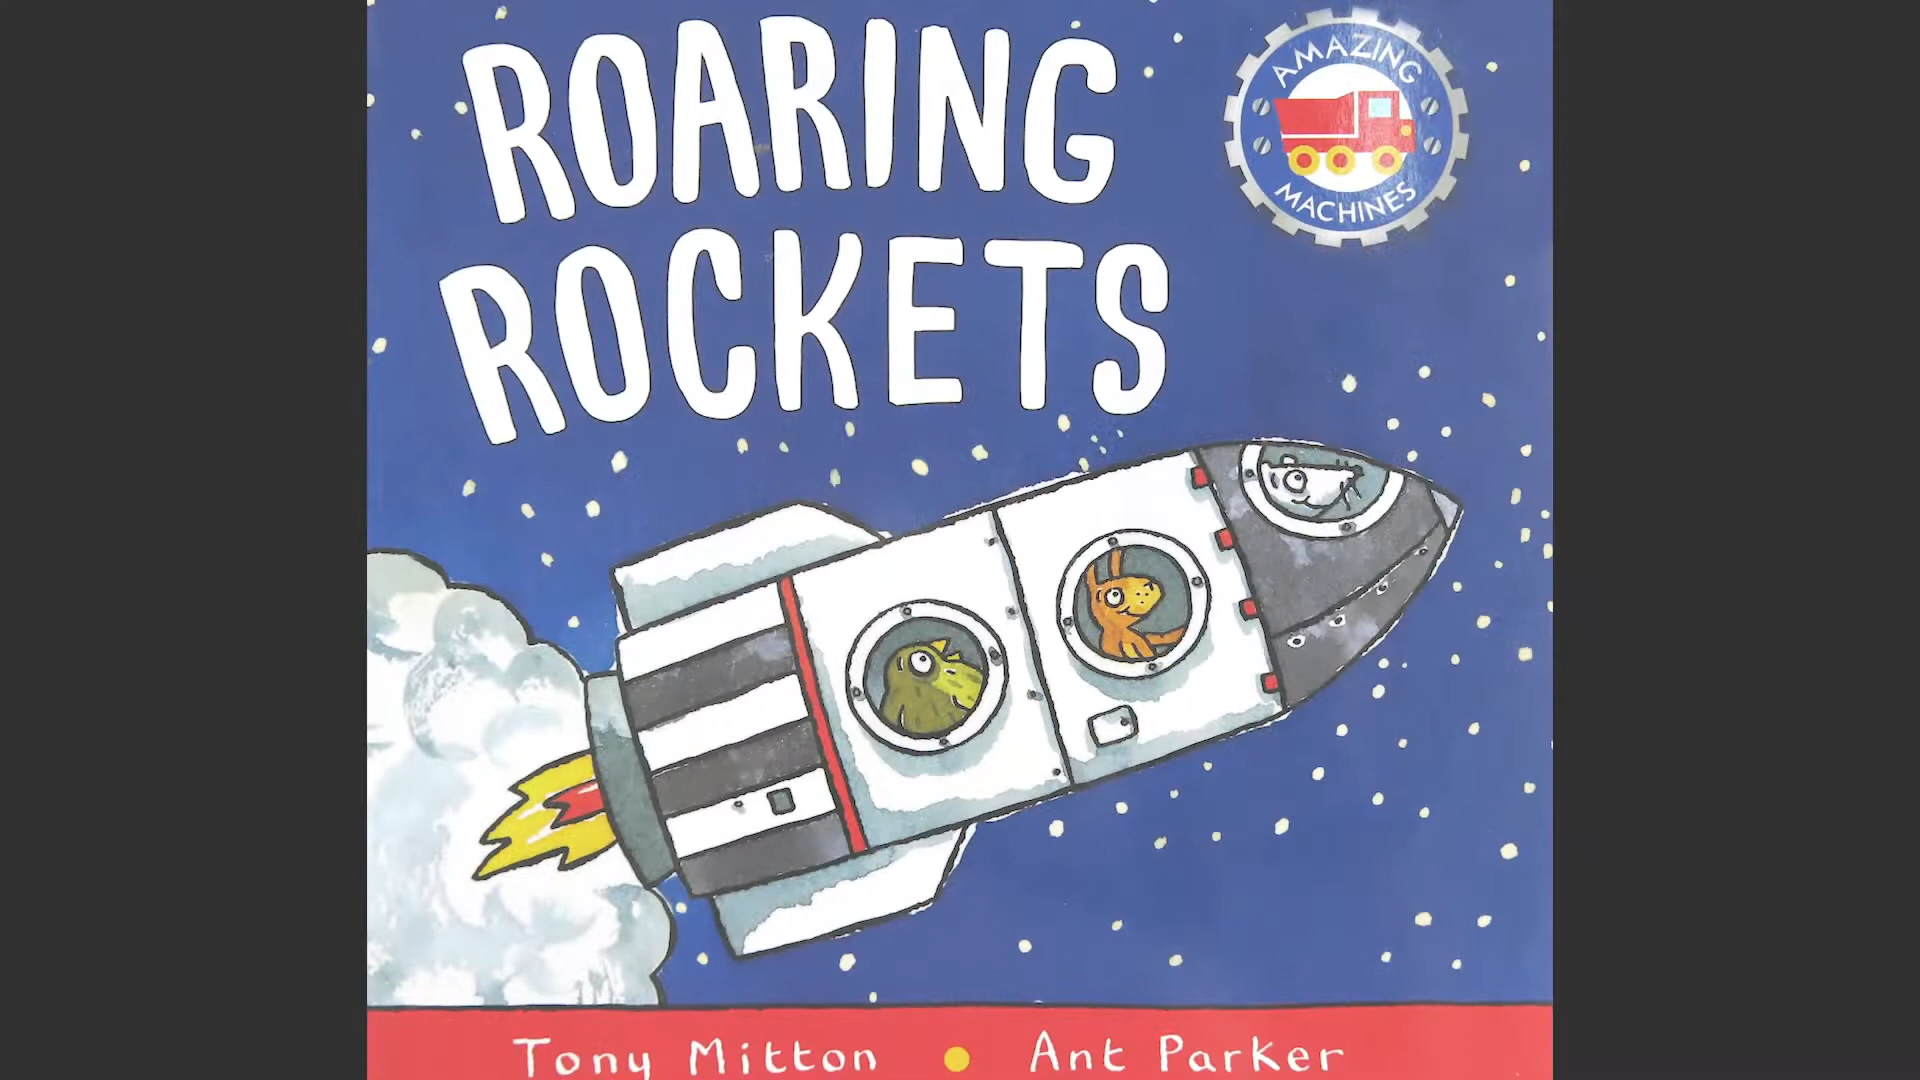 ROARING
ROCKETS
AMAZING
MACHINES
Tony Mitton • Ant Parker